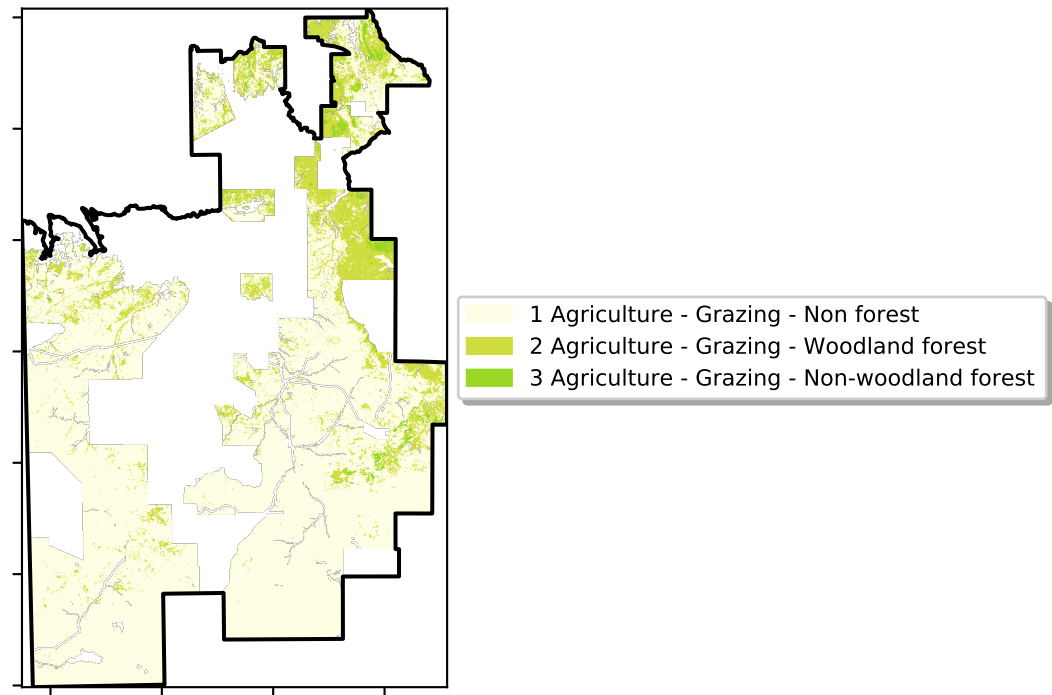 1 Agriculture - Grazing - Non forest
2 Agriculture - Grazing - Woodland forest
3 Agriculture - Grazing - Non-woodland forest